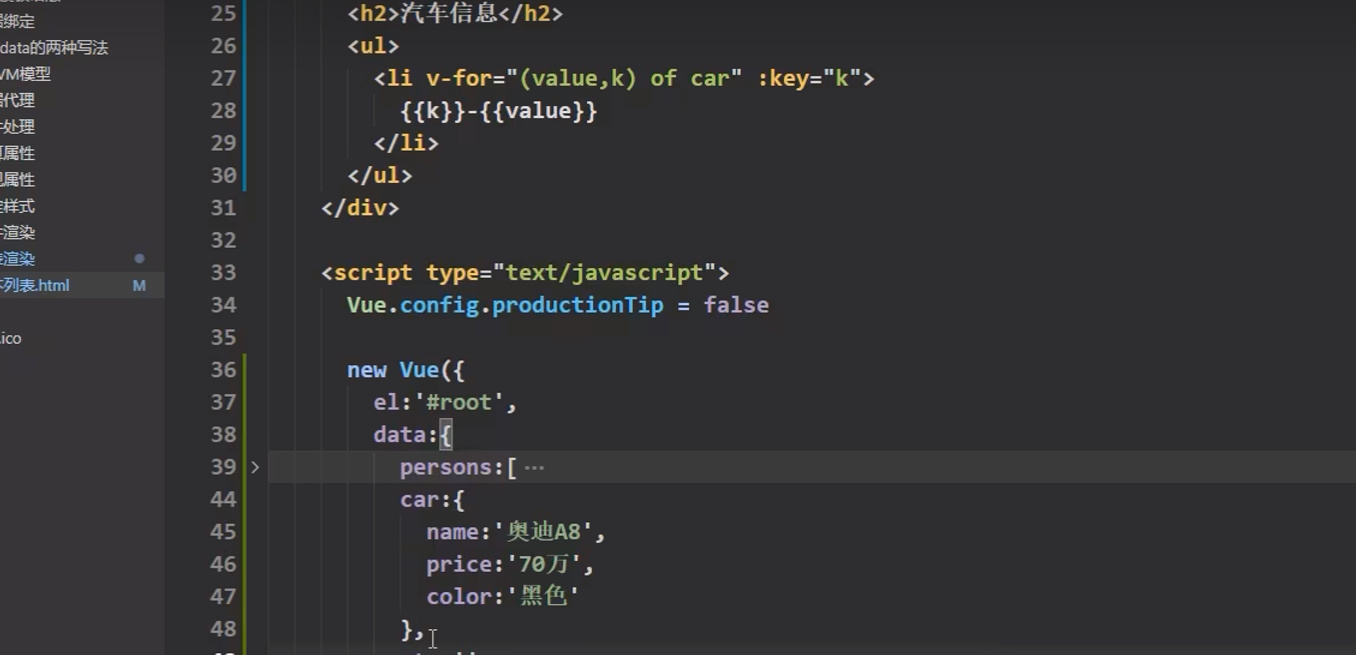 绑定
data的两种写法
VM模型
代理
处理
属性
属性
样式
渲染
渲染
列表.html M
.ico
25 <h2>汽车信息</h2>
26 <ul>
27 <li v-for="(value,k) of car" :key="k">
28 {{k}}-{{value}}
29 </li>
30 </ul>
31 </div>
32
33 <script type="text/javascript">
34 Vue.config.productionTip = false
35
36 new Vue({
37 el:'#root',
38 data:{
39 persons:[ ···
44 car:{
45 name:'奥迪A8',
46 price:'70万',
47 color:'黑色'
48 },